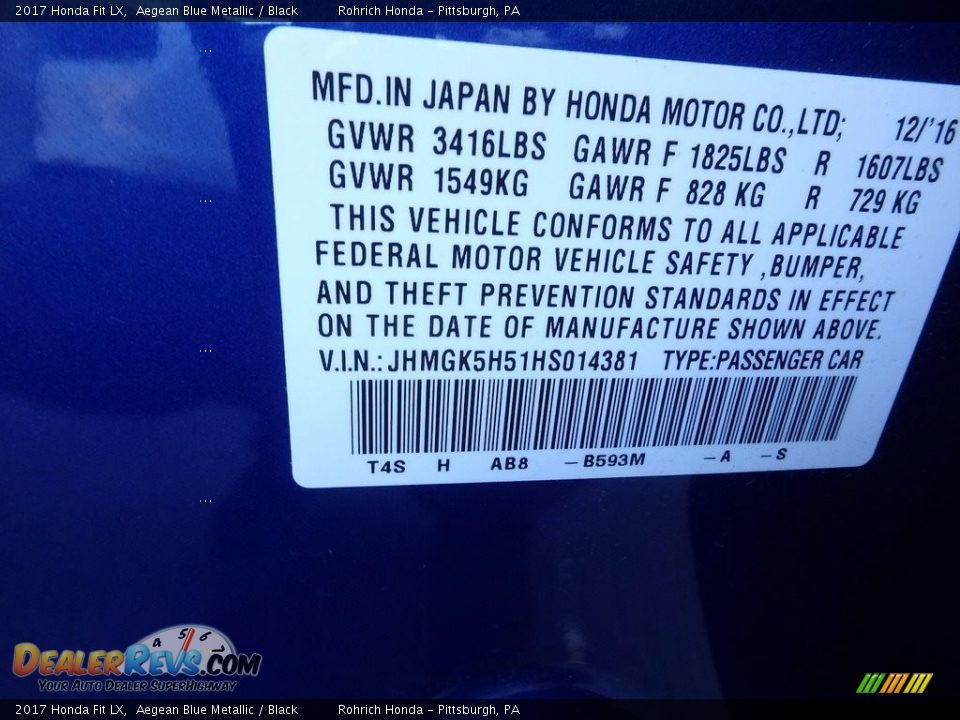 2017 Honda Fit LX,  Aegean Blue Metallic / Black          Rohrich Honda - Pittsburgh, PA
MFD.IN JAPAN BY HONDA MOTOR CO.,LTD;     12/'16
GVWR 3416LBS  GAWR F 1825LBS  R  1607LBS
GVWR 1549KG  GAWR F 828 KG  R  729 KG
THIS VEHICLE CONFORMS TO ALL APPLICABLE
FEDERAL MOTOR VEHICLE SAFETY ,BUMPER,
AND THEFT PREVENTION STANDARDS IN EFFECT
ON THE DATE OF MANUFACTURE SHOWN ABOVE.
V.I.N.: JHMGK5H51HS014381  TYPE:PASSENGER CAR
T4S  H  AB8  -B593M  -A  -S
4 5 6
DEALERREVS.COM
Your Auto Dealer SuperHighway
2017 Honda Fit LX,  Aegean Blue Metallic / Black          Rohrich Honda - Pittsburgh, PA